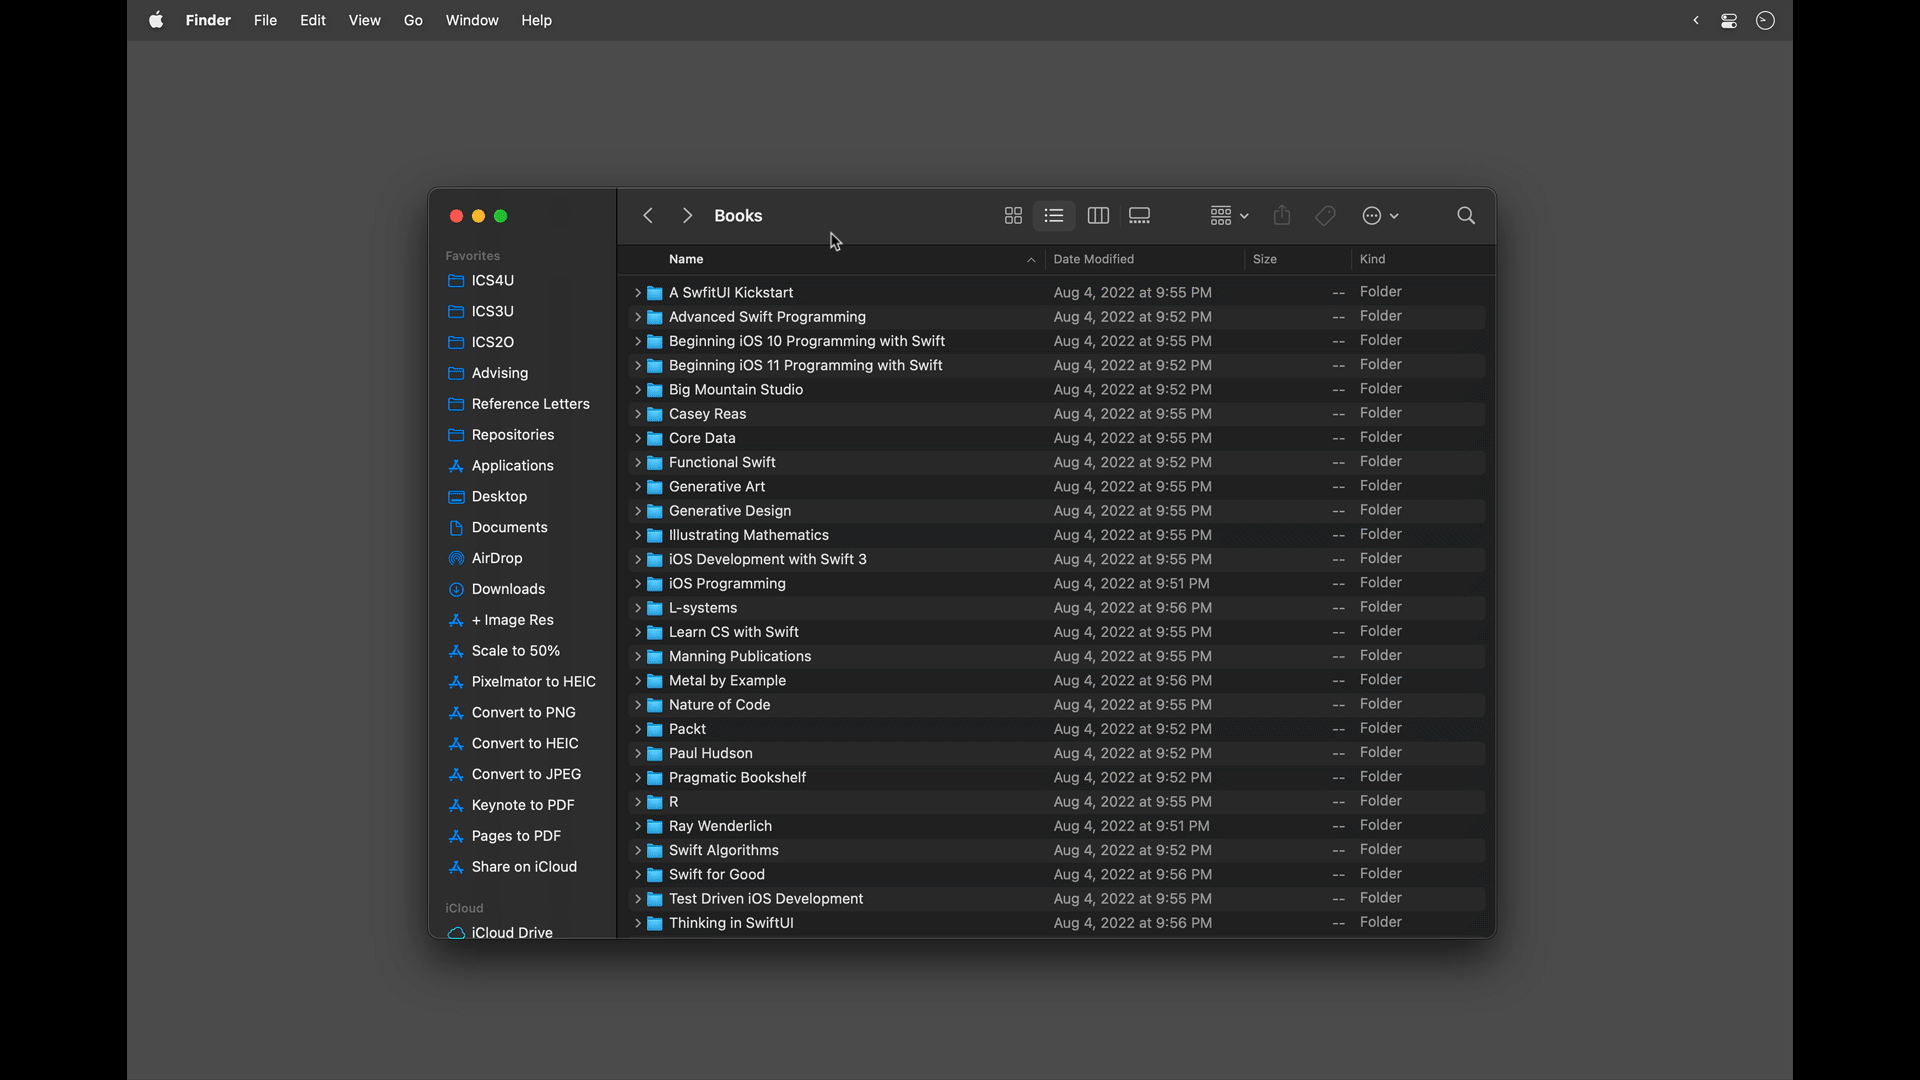 Finder File Edit View Go Window Help
Books
Favorites
ICS4U
ICS3U
ICS2O
Advising
Reference Letters
Repositories
Applications
Desktop
Documents
AirDrop
Downloads
+ Image Res
Scale to 50%
Pixelmator to HEIC
Convert to PNG
Convert to HEIC
Convert to JPEG
Keynote to PDF
Pages to PDF
Share on iCloud
iCloud
iCloud Drive
Name Date Modified Size Kind
A SwfitUI Kickstart Aug 4, 2022 at 9:55 PM -- Folder
Advanced Swift Programming Aug 4, 2022 at 9:52 PM -- Folder
Beginning iOS 10 Programming with Swift Aug 4, 2022 at 9:55 PM -- Folder
Beginning iOS 11 Programming with Swift Aug 4, 2022 at 9:52 PM -- Folder
Big Mountain Studio Aug 4, 2022 at 9:52 PM -- Folder
Casey Reas Aug 4, 2022 at 9:55 PM -- Folder
Core Data Aug 4, 2022 at 9:55 PM -- Folder
Functional Swift Aug 4, 2022 at 9:52 PM -- Folder
Generative Art Aug 4, 2022 at 9:55 PM -- Folder
Generative Design Aug 4, 2022 at 9:55 PM -- Folder
Illustrating Mathematics Aug 4, 2022 at 9:55 PM -- Folder
iOS Development with Swift 3 Aug 4, 2022 at 9:55 PM -- Folder
iOS Programming Aug 4, 2022 at 9:51 PM -- Folder
L-systems Aug 4, 2022 at 9:56 PM -- Folder
Learn CS with Swift Aug 4, 2022 at 9:55 PM -- Folder
Manning Publications Aug 4, 2022 at 9:55 PM -- Folder
Metal by Example Aug 4, 2022 at 9:56 PM -- Folder
Nature of Code Aug 4, 2022 at 9:55 PM -- Folder
Packt Aug 4, 2022 at 9:52 PM -- Folder
Paul Hudson Aug 4, 2022 at 9:52 PM -- Folder
Pragmatic Bookshelf Aug 4, 2022 at 9:52 PM -- Folder
R Aug 4, 2022 at 9:55 PM -- Folder
Ray Wenderlich Aug 4, 2022 at 9:51 PM -- Folder
Swift Algorithms Aug 4, 2022 at 9:52 PM -- Folder
Swift for Good Aug 4, 2022 at 9:56 PM -- Folder
Test Driven iOS Development Aug 4, 2022 at 9:55 PM -- Folder
Thinking in SwiftUI Aug 4, 2022 at 9:56 PM -- Folder